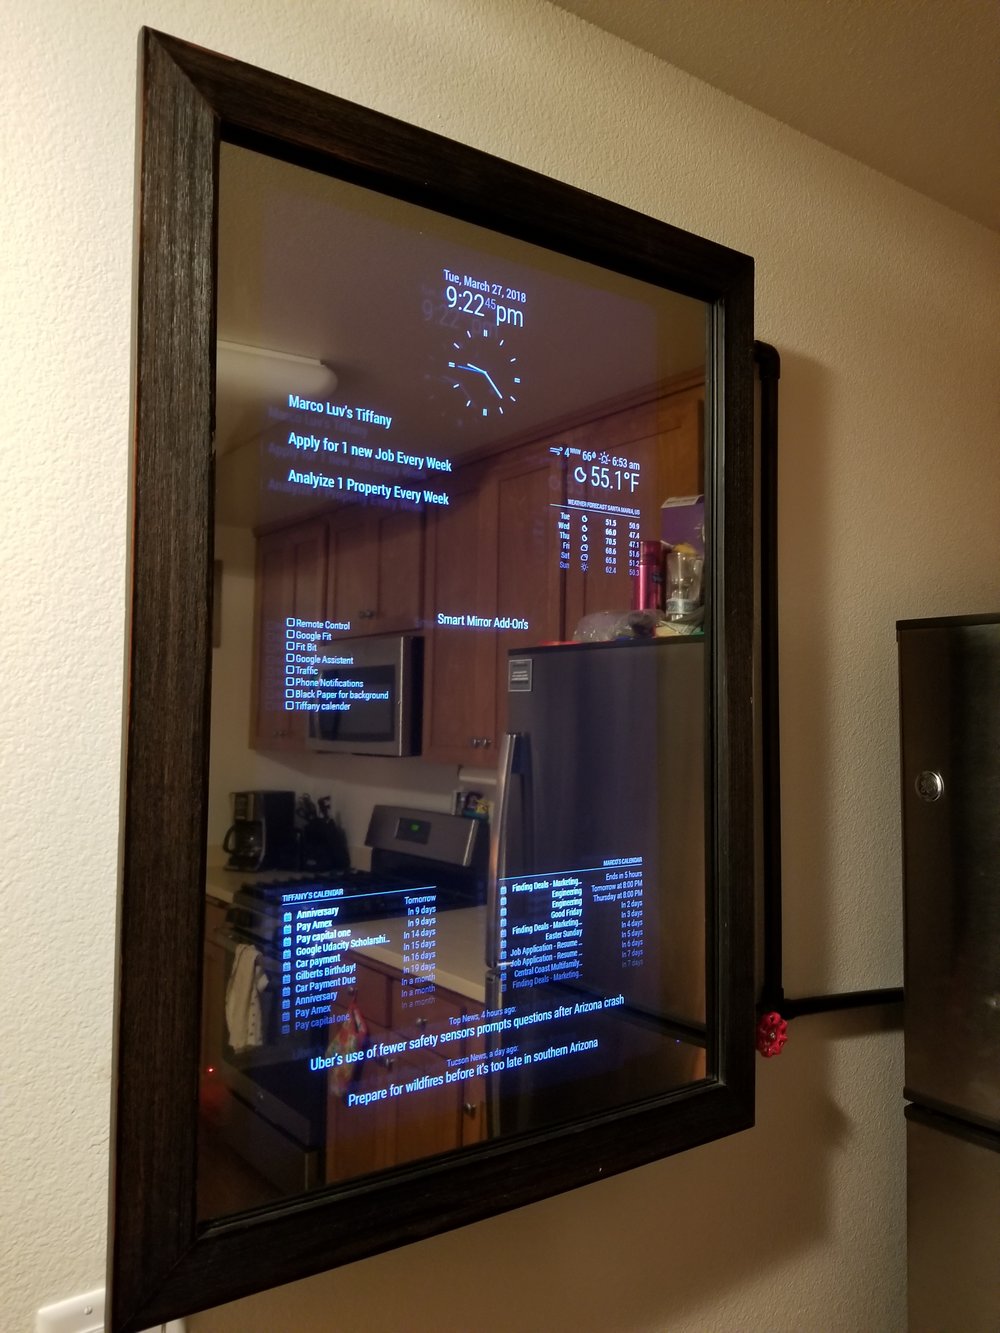 Tue, March 27, 2018
9:22 45 pm
Marco Luv's Tiffany
Apply for 1 new Job Every Week
Analyize 1 Property Every Week
4 WNW 66° 6:53 am
55.1°F
WEATHER FORECAST SANTA MARIA, US
Tue 51.5 50.9
Wed 66.0 47.4
Thu 70.5 47.1
Fri 68.6 51.6
Sat 65.8 51.2
Sun 62.4 50.3
Smart Mirror Add-On's
Remote Control
Google Fit
Fit Bit
Google Assistant
Traffic
Phone Notifications
Black Paper for background
Tiffany calender
TIFFANY'S CALENDAR
Anniversary Tomorrow
Pay Amex In 9 days
Pay capital one In 9 days
Google Udacity Scholarshi... In 14 days
Car payment In 15 days
Gilberts Birthday! In 16 days
Car Payment Due In 19 days
Anniversary In a month
Pay Amex In a month
Pay capital one In a month
MARCO'S CALENDAR
Finding Deals - Marketing... Ends in 5 hours
Engineering Tomorrow at 8:00 PM
Engineering Thursday at 8:00 PM
Good Friday In 2 days
Finding Deals - Marketing... In 3 days
Easter Sunday In 4 days
Job Application - Resume ... In 5 days
Job Application - Resume ... In 6 days
Central Coast Multifamily... In 7 days
Finding Deals - Marketing... In 7 days
Top News, 4 hours ago:
Uber's use of fewer safety sensors prompts questions after Arizona crash
Tucson News, a day ago:
Prepare for wildfires before it's too late in southern Arizona